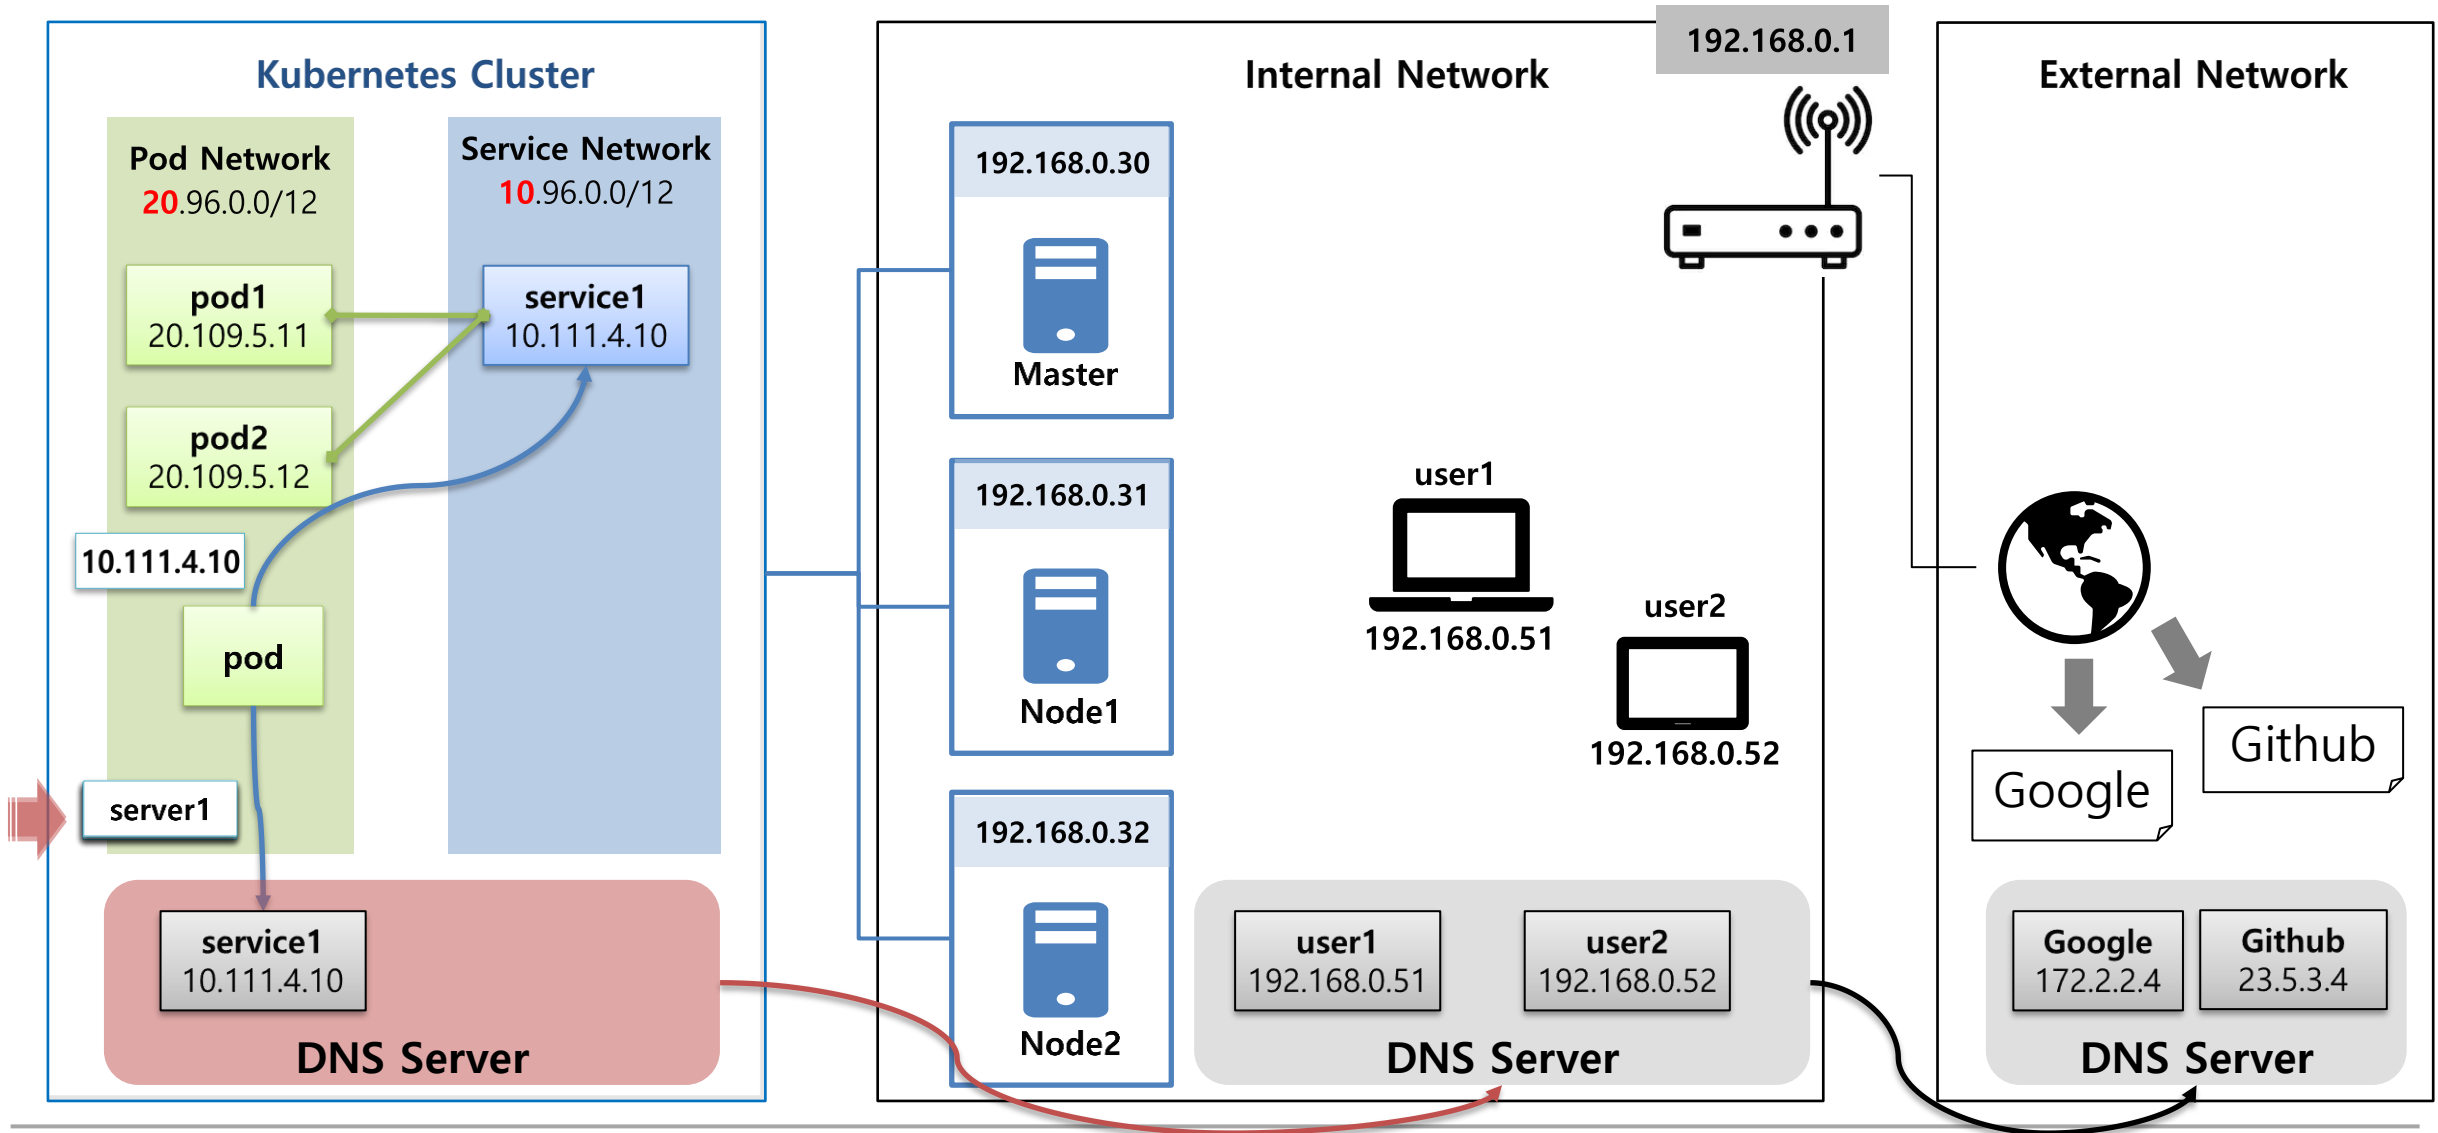 Kubernetes Cluster
Pod Network
20.96.0.0/12
Service Network
10.96.0.0/12
pod1
20.109.5.11
service1
10.111.4.10
pod2
20.109.5.12
10.111.4.10
pod
server1
service1
10.111.4.10
DNS Server
Internal Network
192.168.0.1
192.168.0.30
Master
192.168.0.31
Node1
192.168.0.32
Node2
user1
192.168.0.51
user2
192.168.0.52
user1
192.168.0.51
user2
192.168.0.52
DNS Server
External Network
Github
Google
Google
172.2.2.4
Github
23.5.3.4
DNS Server